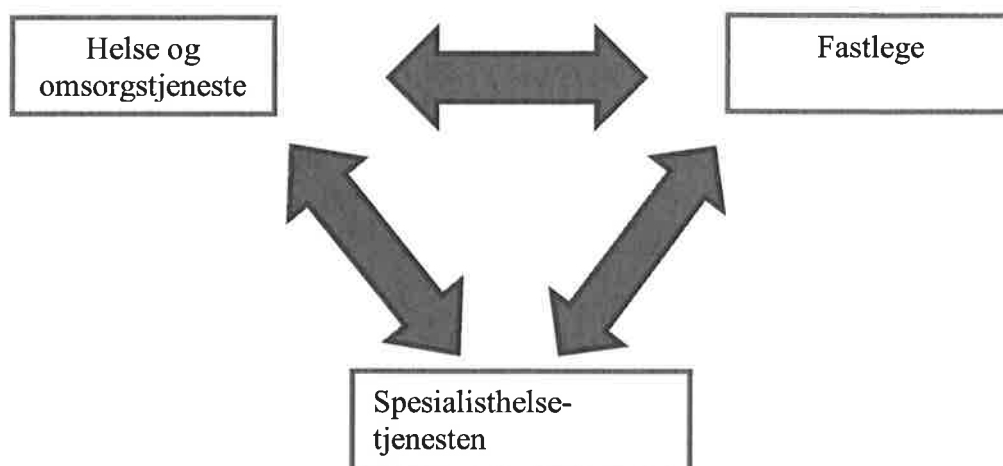 Helse og
omsorgstjeneste
Fastlege
Spesialisthelse-
tjenesten